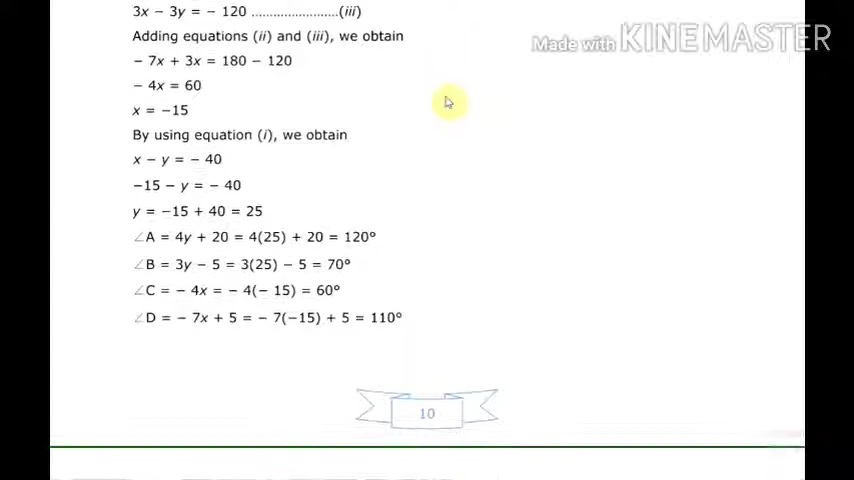 3x − 3y = − 120 ........................(iii)
Made with KINEMASTER
Adding equations (ii) and (iii), we obtain
− 7x + 3x = 180 − 120
− 4x = 60
x = −15
By using equation (i), we obtain
x − y = − 40
−15 − y = − 40
y = −15 + 40 = 25
∠A = 4y + 20 = 4(25) + 20 = 120°
∠B = 3y − 5 = 3(25) − 5 = 70°
∠C = − 4x = − 4(− 15) = 60°
∠D = − 7x + 5 = − 7(−15) + 5 = 110°
10